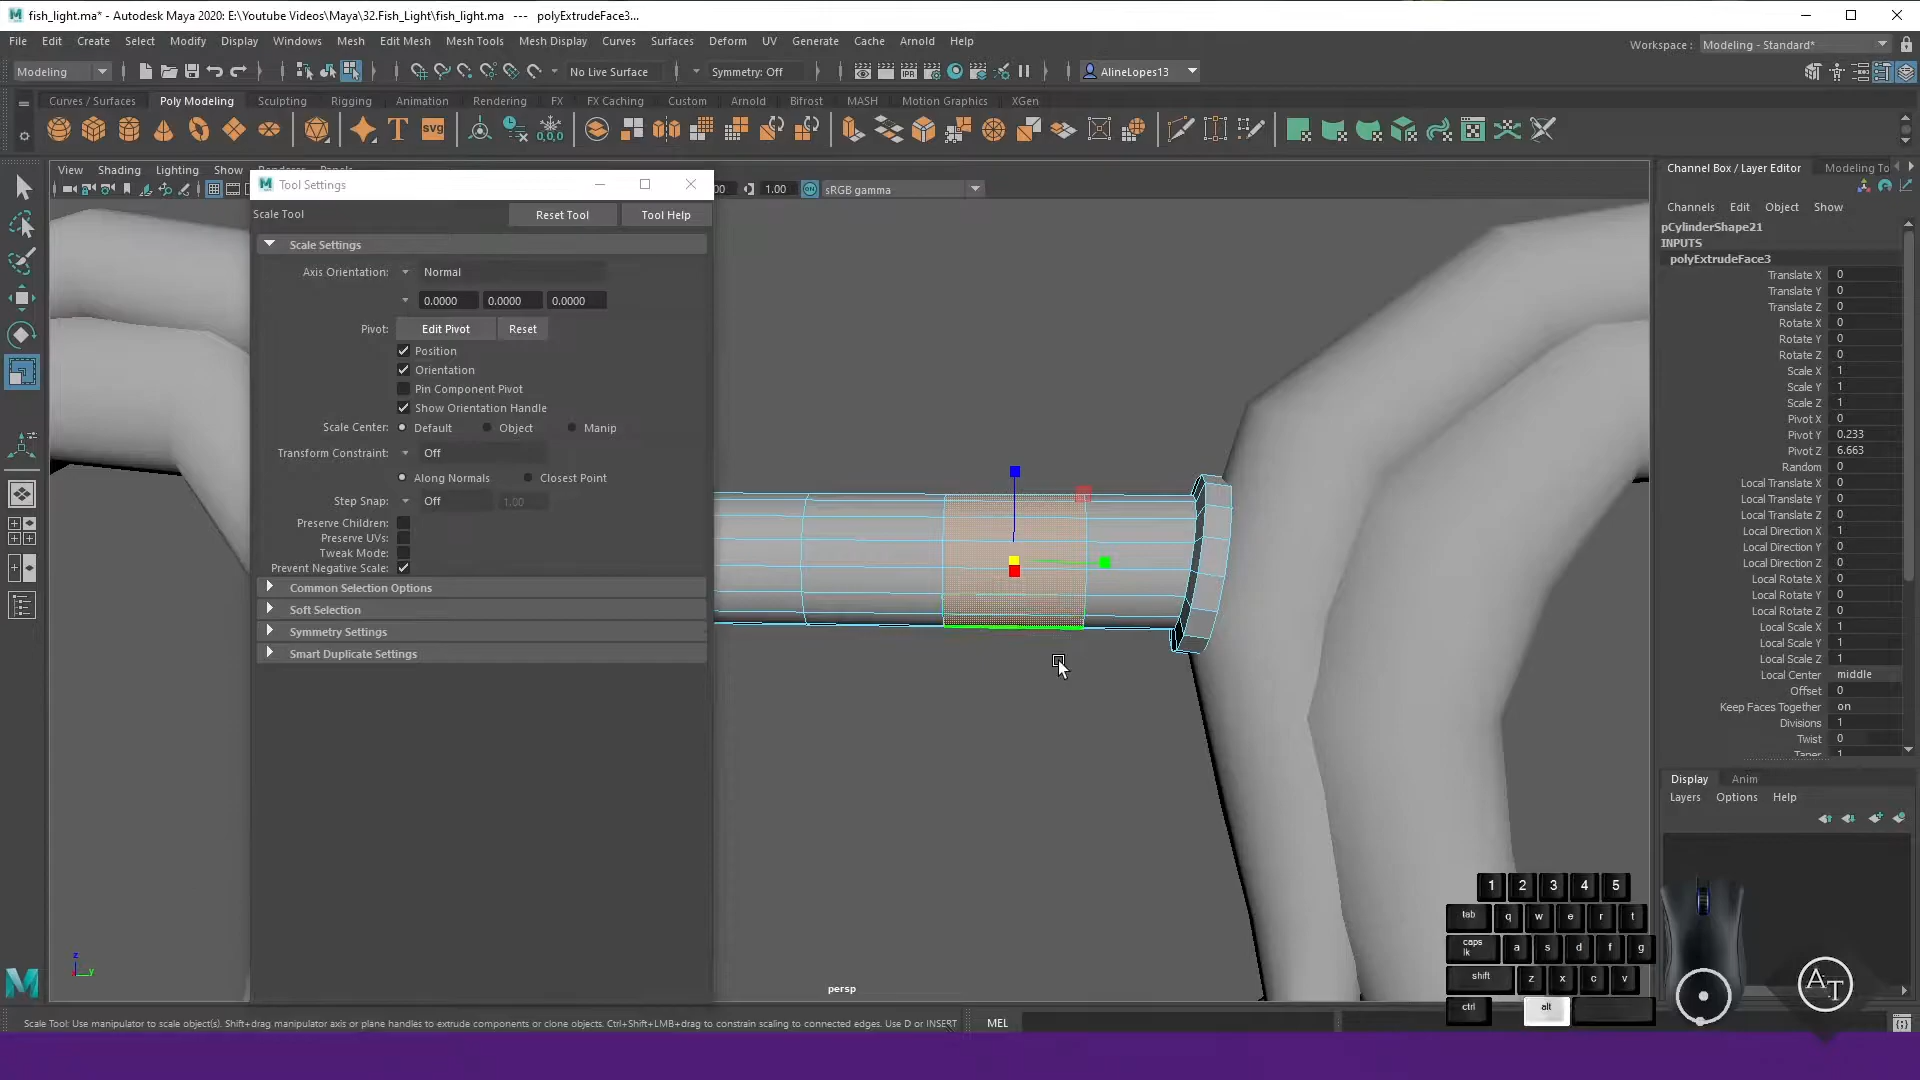 fish_light.ma* - Autodesk Maya 2020: E:\Youtube Videos\Maya\32.Fish_Light\fish_light.ma   ---   polyExtrudeFace3...
File Edit Create Select Modify Display Windows Mesh Edit Mesh Mesh Tools Mesh Display Curves Surfaces Deform UV Generate Cache Arnold Help
Workspace : Modeling - Standard*
Modeling No Live Surface Symmetry: Off IPR AlineLopes13
Curves / Surfaces Poly Modeling Sculpting Rigging Animation Rendering FX FX Caching Custom Arnold Bifrost MASH Motion Graphics XGen
T SVG 0,0,0
View Shading Lighting Show
1.00 sRGB gamma
Tool Settings
Scale Tool Reset Tool Tool Help
Scale Settings
Axis Orientation: Normal
0.0000 0.0000 0.0000
Pivot: Edit Pivot Reset
Position
Orientation
Pin Component Pivot
Show Orientation Handle
Scale Center: Default Object Manip
Transform Constraint: Off
Along Normals Closest Point
Step Snap: Off 1.00
Preserve Children:
Preserve UVs:
Tweak Mode:
Prevent Negative Scale:
Common Selection Options
Soft Selection
Symmetry Settings
Smart Duplicate Settings
z
y
persp
Channel Box / Layer Editor Modeling To
Channels Edit Object Show
pCylinderShape21
INPUTS
polyExtrudeFace3
Translate X 0
Translate Y 0
Translate Z 0
Rotate X 0
Rotate Y 0
Rotate Z 0
Scale X 1
Scale Y 1
Scale Z 1
Pivot X 0
Pivot Y 0.233
Pivot Z 6.663
Random 0
Local Translate X 0
Local Translate Y 0
Local Translate Z 0
Local Direction X 1
Local Direction Y 0
Local Direction Z 0
Local Rotate X 0
Local Rotate Y 0
Local Rotate Z 0
Local Scale X 1
Local Scale Y 1
Local Scale Z 1
Local Center middle
Offset 0
Keep Faces Together on
Divisions 1
Twist 0
Taper 1
Display Anim
Layers Options Help
1 2 3 4 5
tab q w e r t
caps lk a s d f g
shift z x c v
ctrl alt
AT
Scale Tool: Use manipulator to scale object(s). Shift+drag manipulator axis or plane handles to extrude components or clone objects. Ctrl+Shift+LMB+drag to constrain scaling to connected edges. Use D or INSERT
MEL